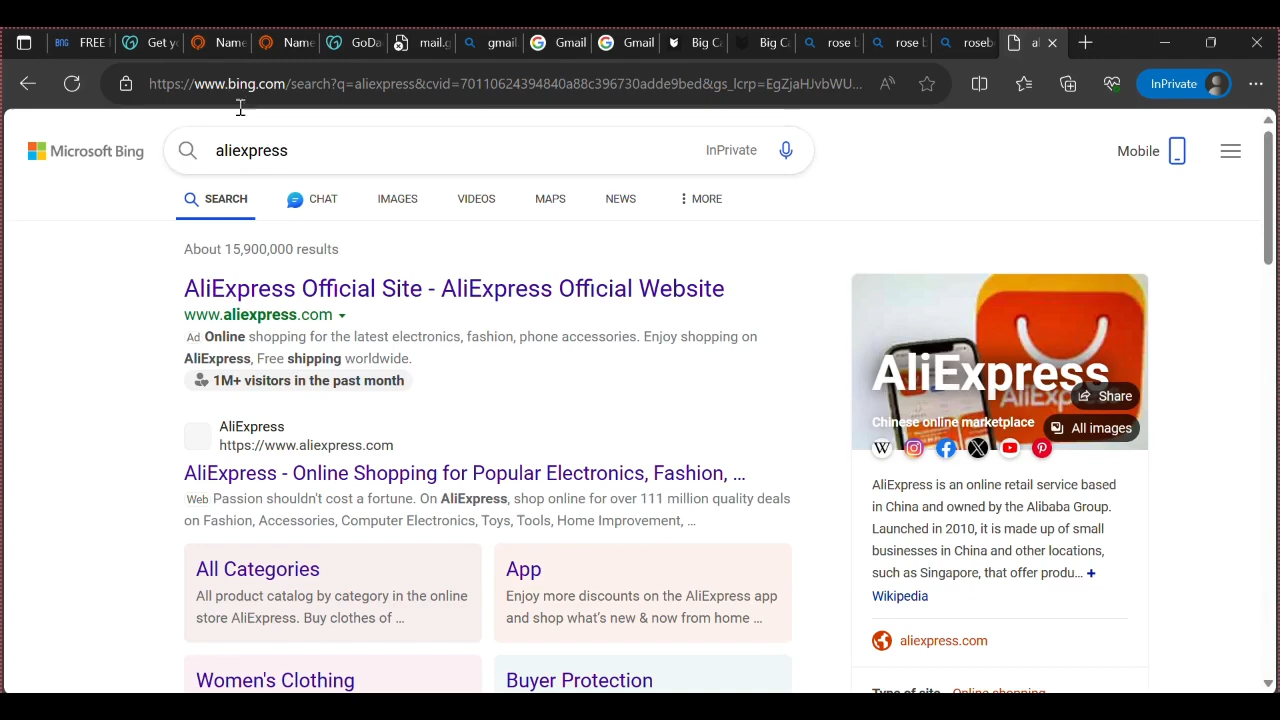 FREE
Get y
Name
Name
GoDa
mail.g
gmail
Gmail
Gmail
Big C
Big C
rose b
rose b
roseb
al
https://www.bing.com/search?q=aliexpress&cvid=70110624394840a88c396730adde9bed&gs_lcrp=EgZjaHJvbWU...
InPrivate
Microsoft Bing
aliexpress
InPrivate
Mobile
SEARCH
CHAT
IMAGES
VIDEOS
MAPS
NEWS
MORE
About 15,900,000 results
AliExpress Official Site - AliExpress Official Website
www.aliexpress.com
Ad Online shopping for the latest electronics, fashion, phone accessories. Enjoy shopping on
AliExpress, Free shipping worldwide.
1M+ visitors in the past month
AliExpress
https://www.aliexpress.com
AliExpress - Online Shopping for Popular Electronics, Fashion, ...
Web Passion shouldn't cost a fortune. On AliExpress, shop online for over 111 million quality deals
on Fashion, Accessories, Computer Electronics, Toys, Tools, Home Improvement, ...
All Categories
All product catalog by category in the online
store AliExpress. Buy clothes of ...
App
Enjoy more discounts on the AliExpress app
and shop what's new & now from home ...
Women's Clothing
Buyer Protection
AliExpress
Share
Chinese online marketplace
All images
AliExpress is an online retail service based
in China and owned by the Alibaba Group.
Launched in 2010, it is made up of small
businesses in China and other locations,
such as Singapore, that offer produ... +
Wikipedia
aliexpress.com
Type of site Online shopping